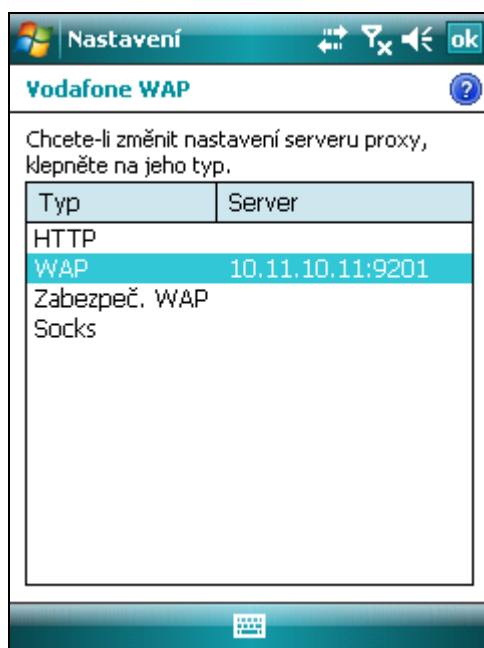 Nastavení ok
Vodafone WAP ?
Chcete-li změnit nastavení serveru proxy,
klepněte na jeho typ.
Typ Server
HTTP
WAP 10.11.10.11:9201
Zabezpeč. WAP
Socks